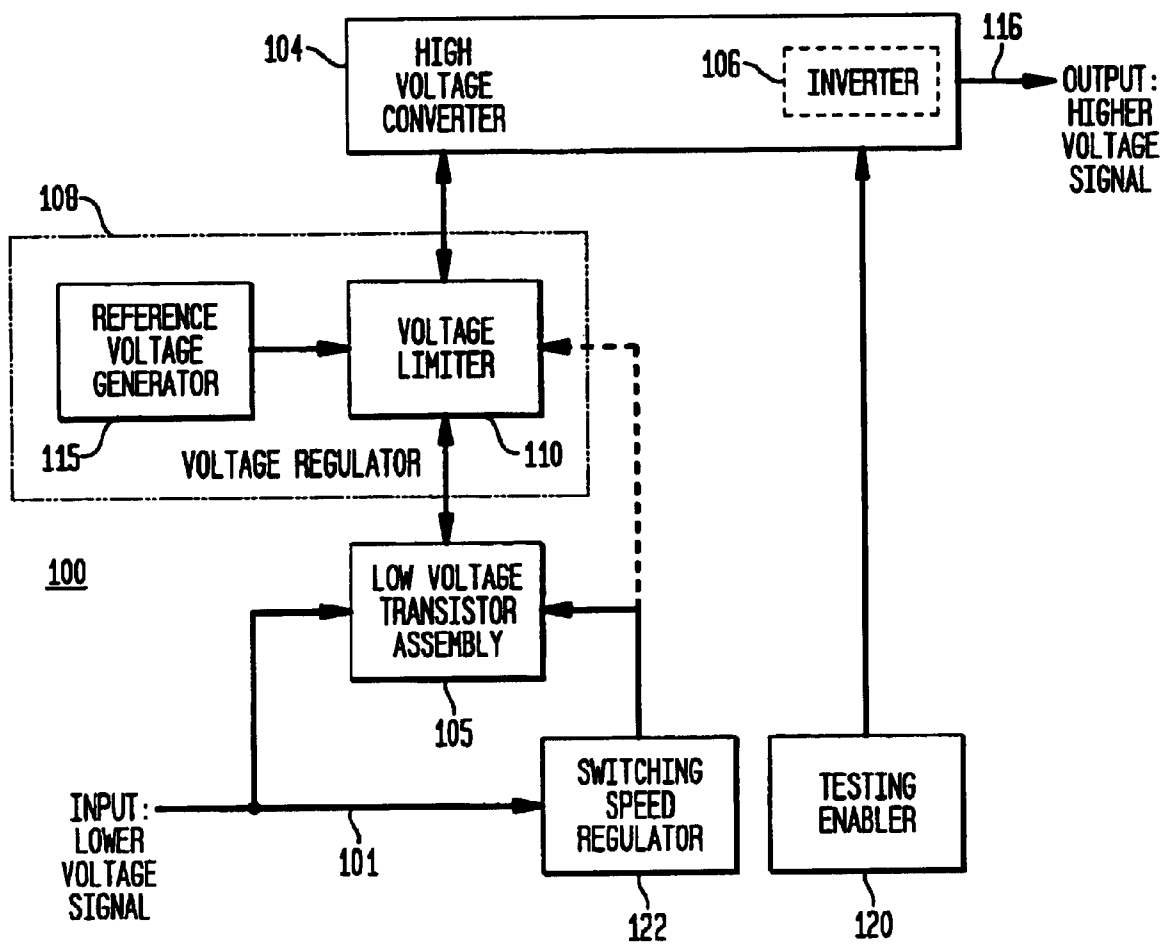 104
HIGH
VOLTAGE
CONVERTER
106
INVERTER
116
OUTPUT:
HIGHER
VOLTAGE
SIGNAL
108
REFERENCE
VOLTAGE
GENERATOR
115
VOLTAGE
LIMITER
110
VOLTAGE REGULATOR
100
LOW VOLTAGE
TRANSISTOR
ASSEMBLY
105
INPUT:
LOWER
VOLTAGE
SIGNAL
101
SWITCHING
SPEED
REGULATOR
122
TESTING
ENABLER
120